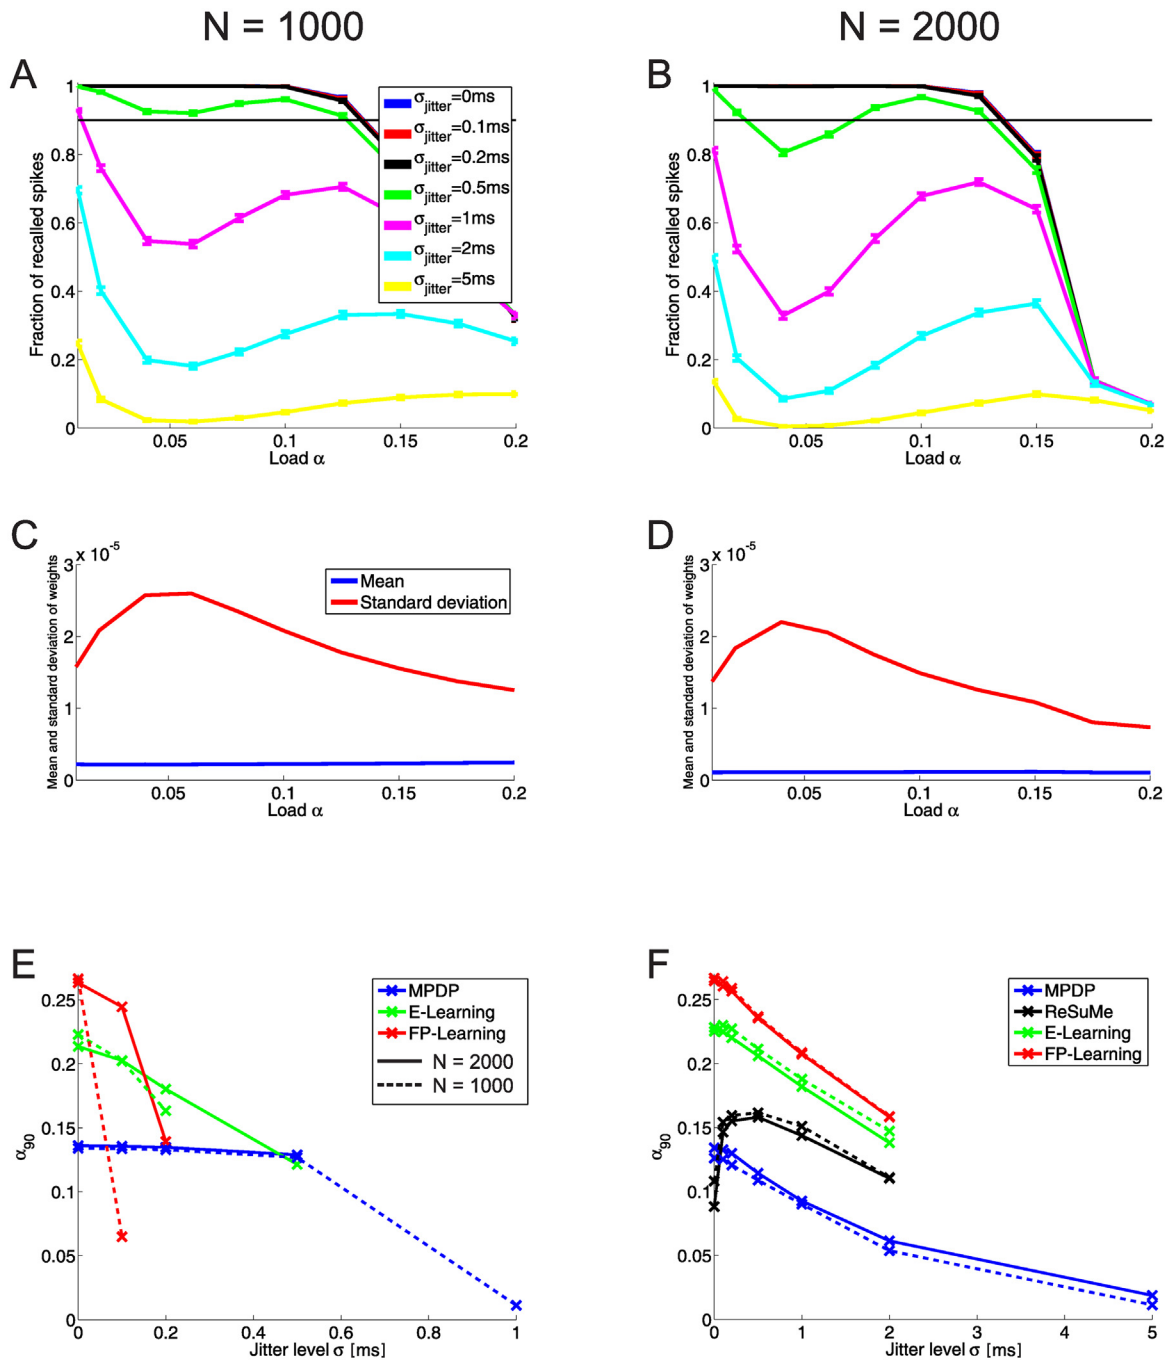 N = 1000
N = 2000
A
Fraction of recalled spikes
1
0.8
0.6
0.4
0.2
0
0.05
0.1
0.15
0.2
Load α
σjitter=0ms
σjitter=0.1ms
σjitter=0.2ms
σjitter=0.5ms
σjitter=1ms
σjitter=2ms
σjitter=5ms
B
Fraction of recalled spikes
1
0.8
0.6
0.4
0.2
0
0.05
0.1
0.15
0.2
Load α
C
Mean and standard deviation of weights
x 10-5
3
2
1
0
0.05
0.1
0.15
0.2
Load α
Mean
Standard deviation
D
Mean and standard deviation of weights
x 10-5
3
2
1
0
0.05
0.1
0.15
0.2
Load α
E
α90
0.25
0.2
0.15
0.1
0.05
0
0
0.2
0.4
0.6
0.8
1
Jitter level σ [ms]
MPDP
E-Learning
FP-Learning
N = 2000
N = 1000
F
α90
0.25
0.2
0.15
0.1
0.05
0
0
1
2
3
4
5
Jitter level σ [ms]
MPDP
ReSuMe
E-Learning
FP-Learning